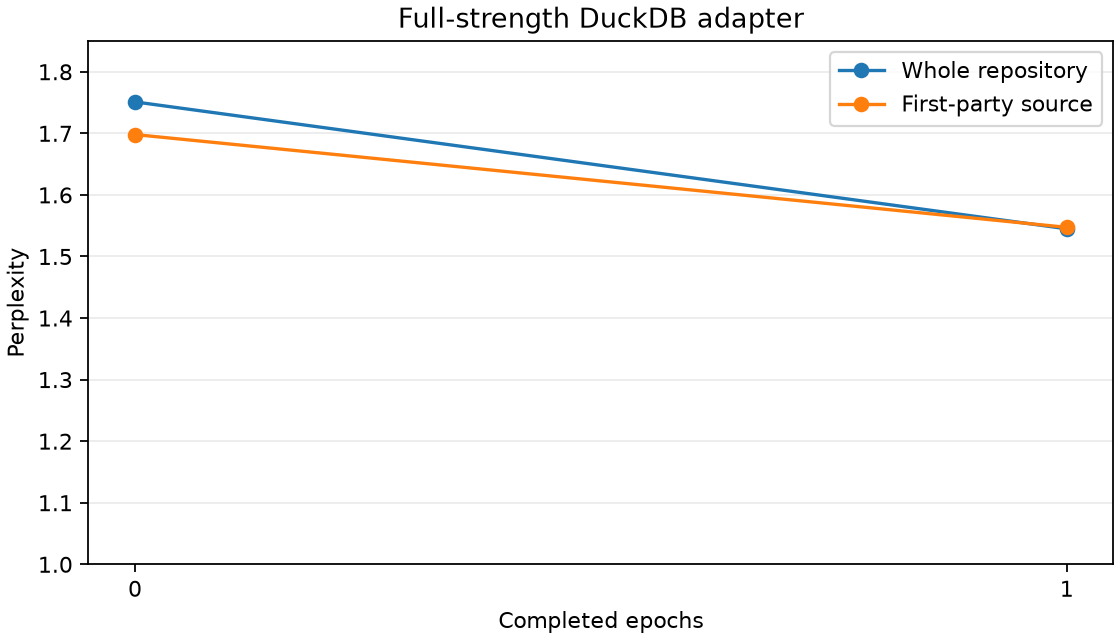 Full-strength DuckDB adapter
Whole repository
First-party source
Perplexity
1.8
1.7
1.6
1.5
1.4
1.3
1.2
1.1
1.0
0
1
Completed epochs